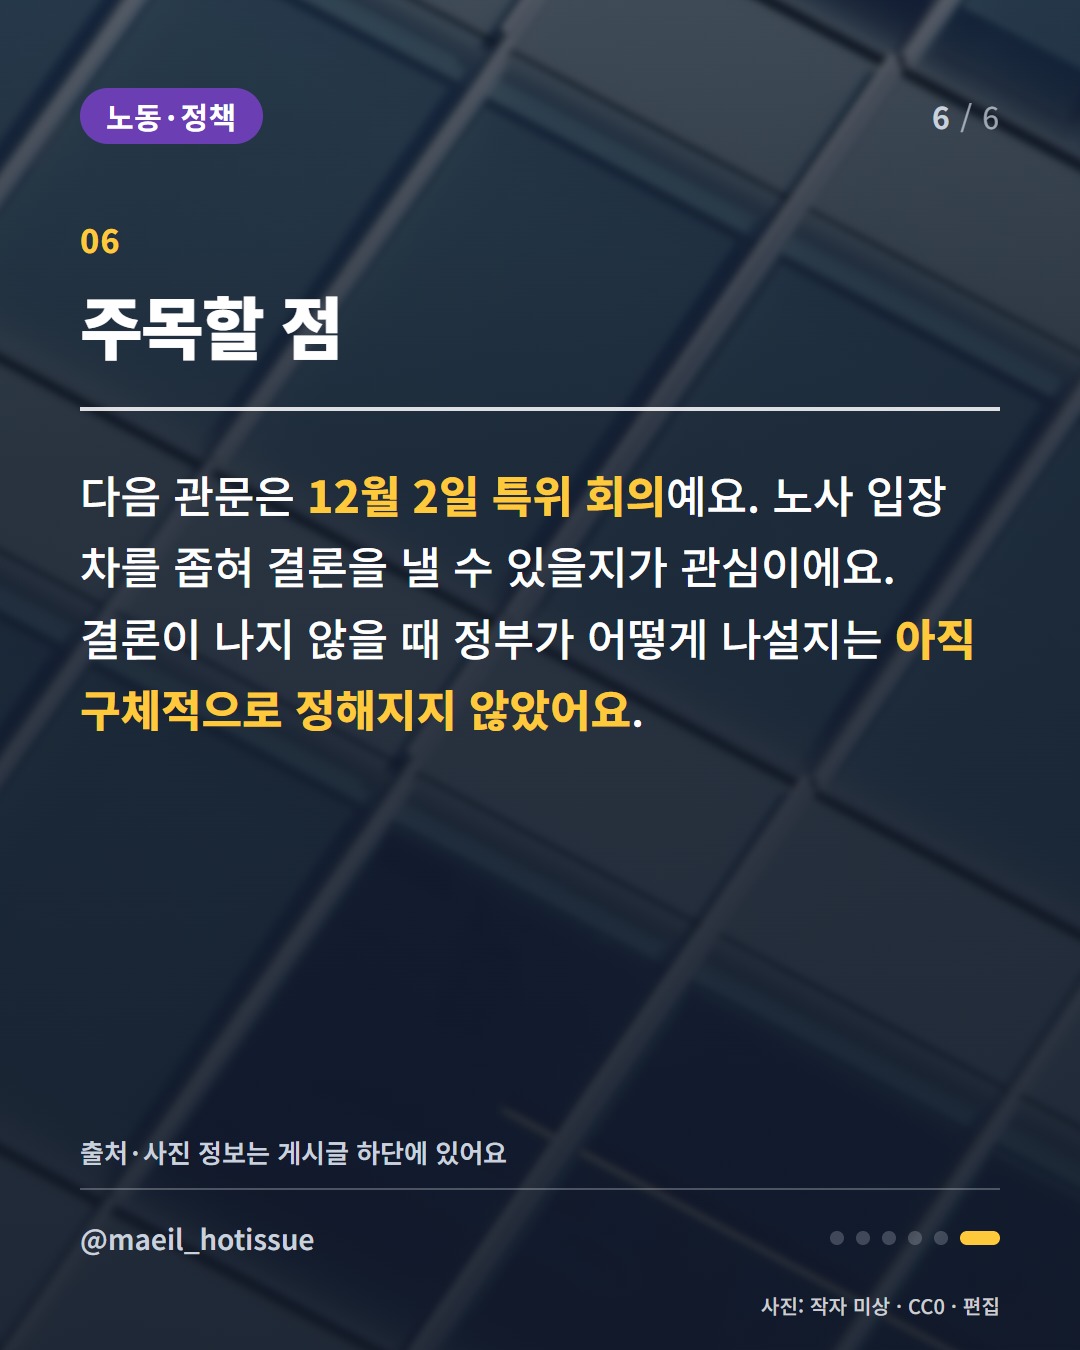 노동·정책
6 / 6
06
주목할 점
다음 관문은 12월 2일 특위 회의예요. 노사 입장
차를 좁혀 결론을 낼 수 있을지가 관심이에요.
결론이 나지 않을 때 정부가 어떻게 나설지는 아직
구체적으로 정해지지 않았어요.
출처·사진 정보는 게시글 하단에 있어요
@maeil_hotissue
사진: 작자 미상 · CC0 · 편집